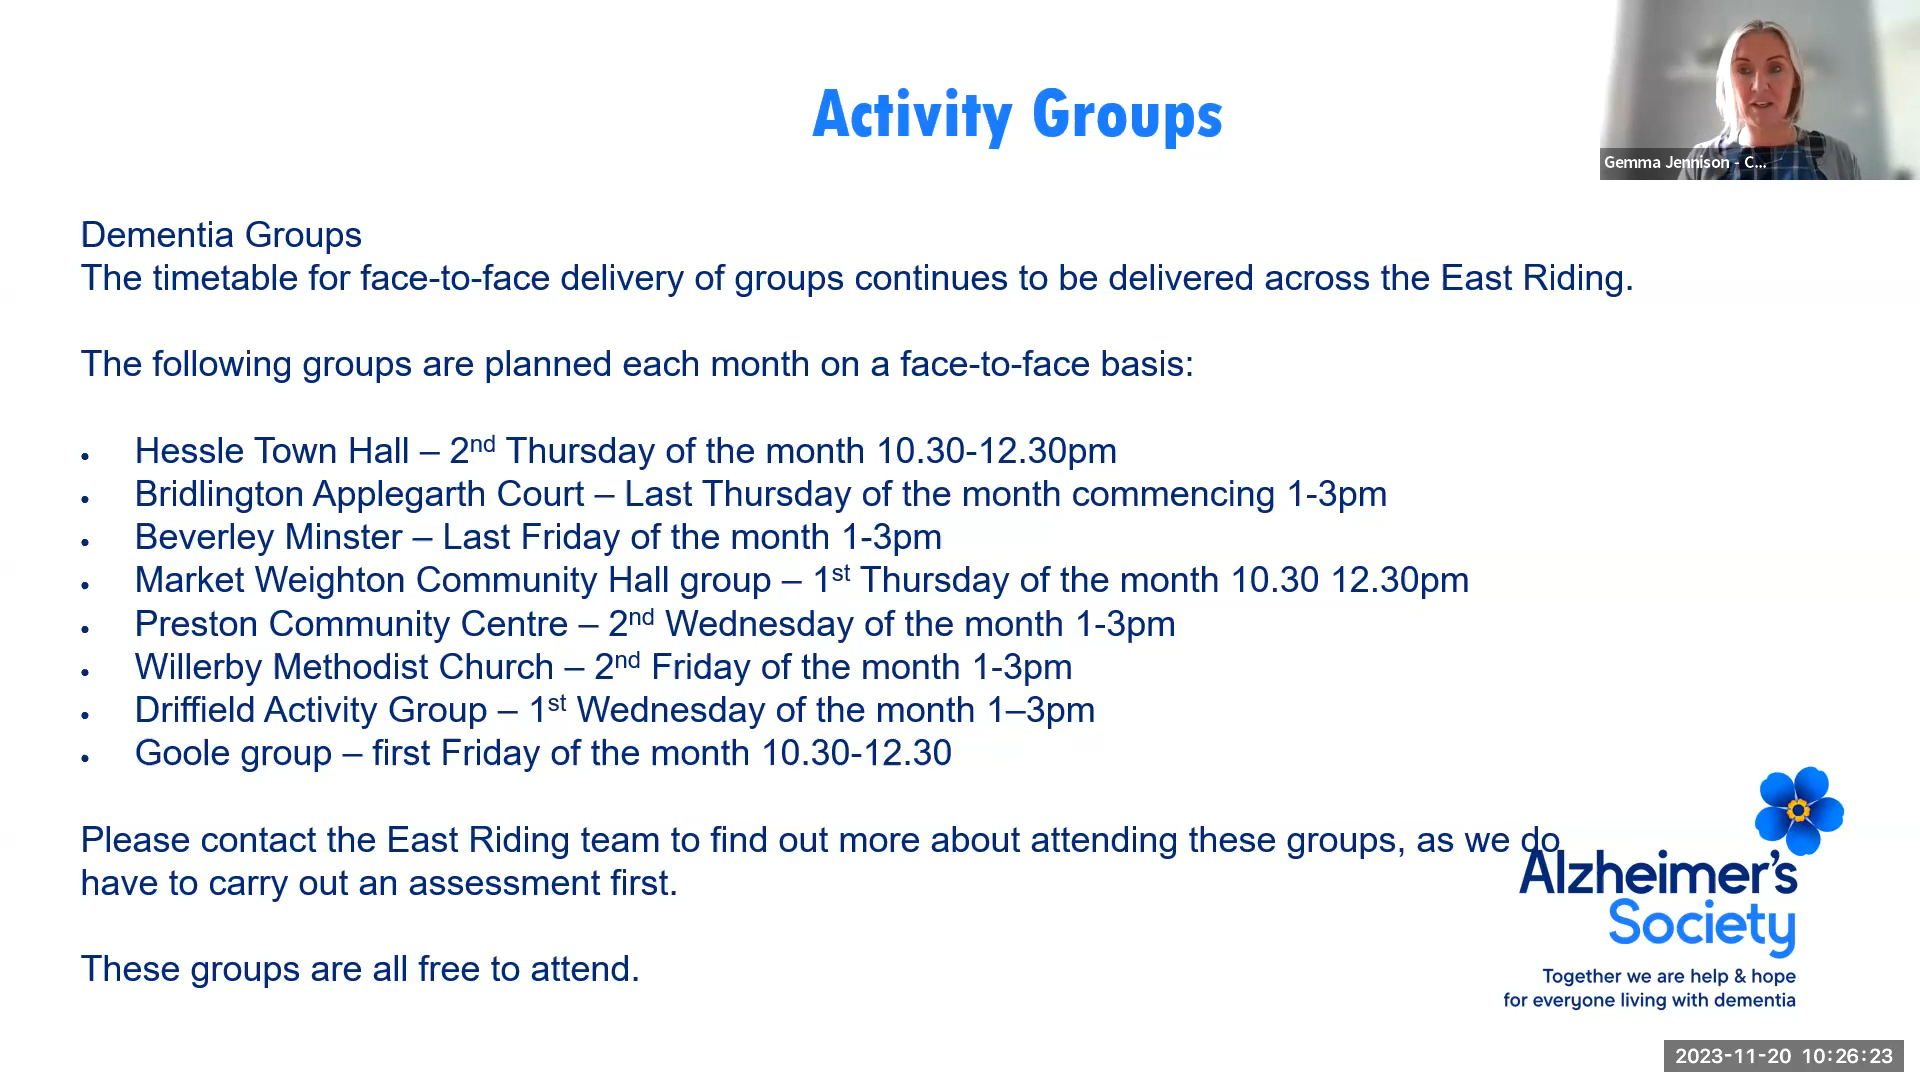 Activity Groups
Gemma Jennison - C...
Dementia Groups
The timetable for face-to-face delivery of groups continues to be delivered across the East Riding.
The following groups are planned each month on a face-to-face basis:
• Hessle Town Hall – 2nd Thursday of the month 10.30-12.30pm
• Bridlington Applegarth Court – Last Thursday of the month commencing 1-3pm
• Beverley Minster – Last Friday of the month 1-3pm
• Market Weighton Community Hall group – 1st Thursday of the month 10.30 12.30pm
• Preston Community Centre – 2nd Wednesday of the month 1-3pm
• Willerby Methodist Church – 2nd Friday of the month 1-3pm
• Driffield Activity Group – 1st Wednesday of the month 1–3pm
• Goole group – first Friday of the month 10.30-12.30
Please contact the East Riding team to find out more about attending these groups, as we do
have to carry out an assessment first.
These groups are all free to attend.
Alzheimer's
Society
Together we are help & hope
for everyone living with dementia
2023-11-20 10:26:23